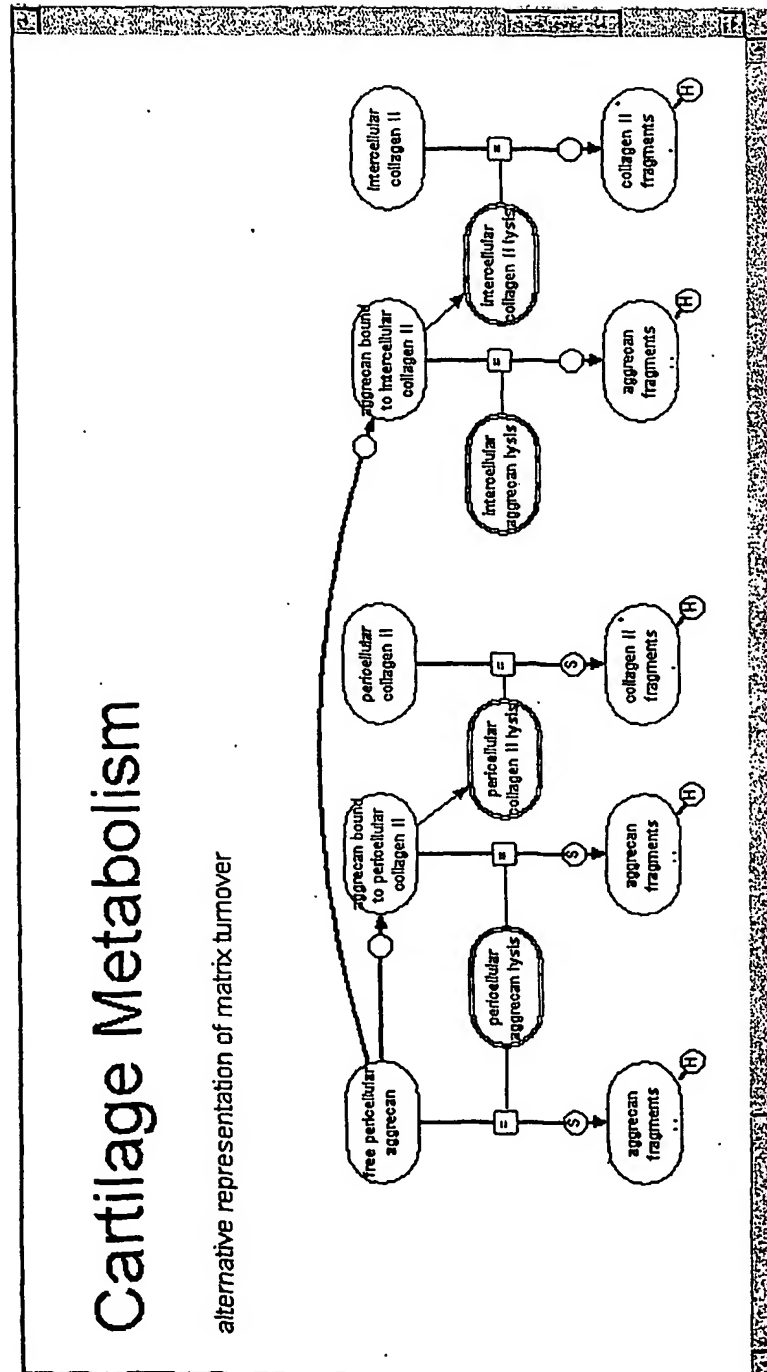 Cartilage Metabolism
alternative representation of matrix turnover
free pericellular
aggrecan
aggrecan bound
to pericellular
collagen II
pericellular
collagen II
aggrecan bound
to intercellular
collagen II
intercellular
collagen II
=
pericellular
aggrecan lysis
=
pericellular
collagen II lysis
=
intercellular
aggrecan lysis
=
intercellular
collagen II lysis
=
S
S
S
aggrecan
fragments
..
H
aggrecan
fragments
..
H
collagen II
fragments
H
aggrecan
fragments
..
H
collagen II
fragments
H